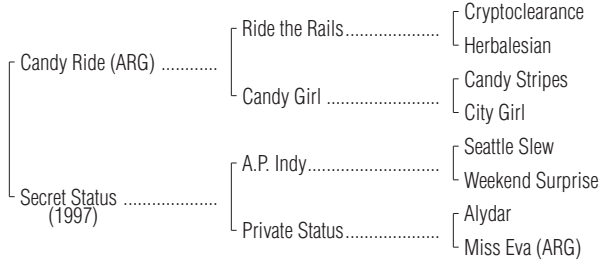 Cryptoclearance
Ride the Rails......................
Herbalesian
Candy Ride (ARG) ............
Candy Stripes
Candy Girl ..........................
City Girl
Seattle Slew
A.P. Indy..............................
Weekend Surprise
Secret Status .....................
(1997)
Alydar
Private Status......................
Miss Eva (ARG)